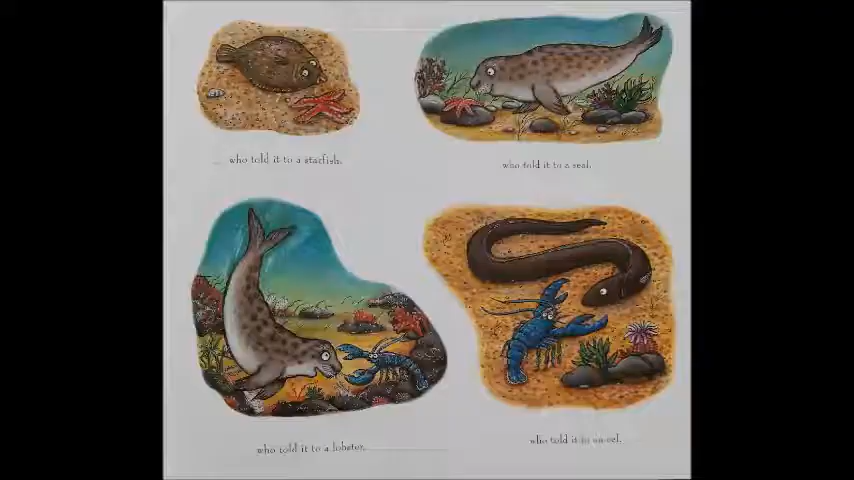 ... who told it to a starfish.
who told it to a seal.
who told it to a lobster,
who told it to an eel.